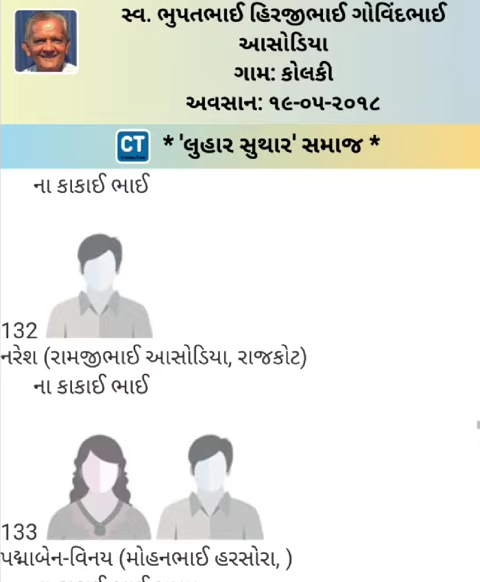 સ્વ. ભુપતભાઈ હિરજીભાઈ ગોવિંદભાઈ
આસોડિયા
ગામ: કોલકી
અવસાન: ૧૯-૦૫-૨૦૧૮
CT * 'લુહાર સુથાર' સમાજ *
ના કાકાઈ ભાઈ
132
નરેશ (રામજીભાઈ આસોડિયા, રાજકોટ)
ના કાકાઈ ભાઈ
133
પદ્માબેન-વિનય (મોહનભાઈ હરસોરા, )